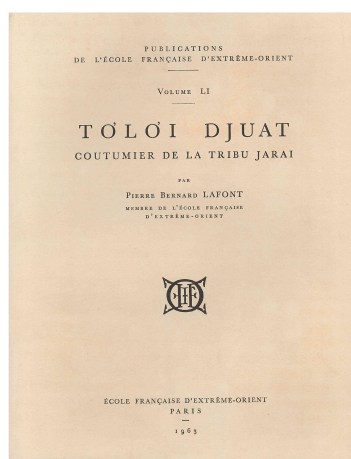 PUBLICATIONS
DE L'ÉCOLE FRANÇAISE D'EXTRÊME-ORIENT
VOLUME LI
TƠLƠI DJUAT
COUTUMIER DE LA TRIBU JARAI
PAR
PIERRE BERNARD LAFONT
MEMBRE DE L'ÉCOLE FRANÇAISE
D'EXTRÊME-ORIENT
ÉCOLE FRANÇAISE D'EXTRÊME-ORIENT
PARIS
1963